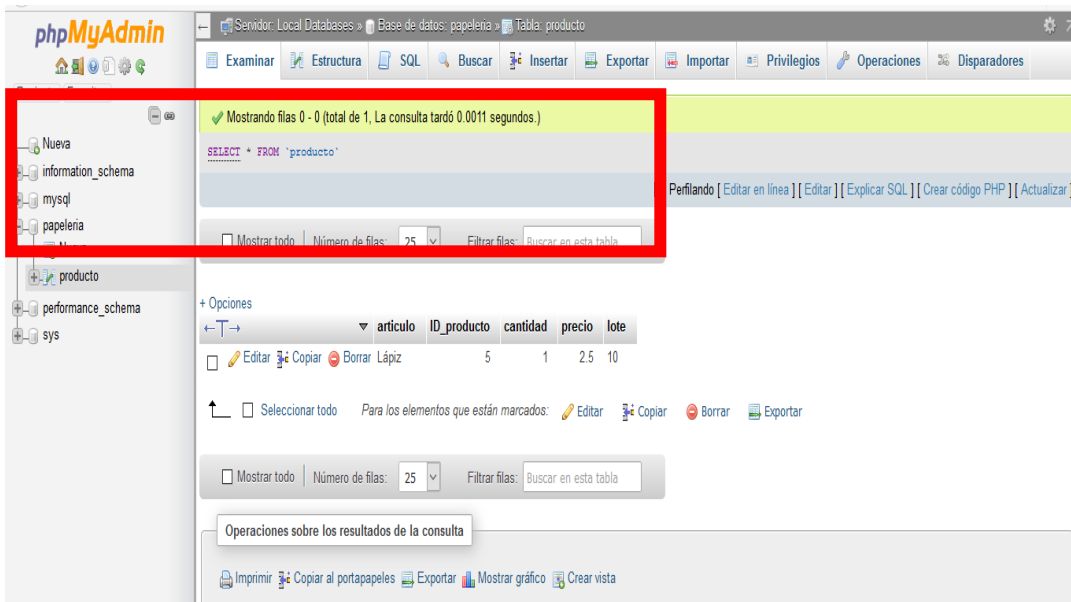 phpMyAdmin
Servidor: Local Databases » Base de datos: papeleria » Tabla: producto
Examinar Estructura SQL Buscar Insertar Exportar Importar Privilegios Operaciones Disparadores
Nueva
information_schema
mysql
papeleria
producto
performance_schema
sys
Mostrando filas 0 - 0 (total de 1, La consulta tardó 0.0011 segundos.)
SELECT * FROM `producto`
Perfilando [ Editar en línea ] [ Editar ] [ Explicar SQL ] [ Crear código PHP ] [ Actualizar ]
Mostrar todo Número de filas: 25 Filtrar filas: Buscar en esta tabla
+ Opciones
←T→ ▼ articulo ID_producto cantidad precio lote
Editar Copiar Borrar Lápiz 5 1 2.5 10
Seleccionar todo Para los elementos que están marcados: Editar Copiar Borrar Exportar
Mostrar todo Número de filas: 25 Filtrar filas: Buscar en esta tabla
Operaciones sobre los resultados de la consulta
Imprimir Copiar al portapapeles Exportar Mostrar gráfico Crear vista